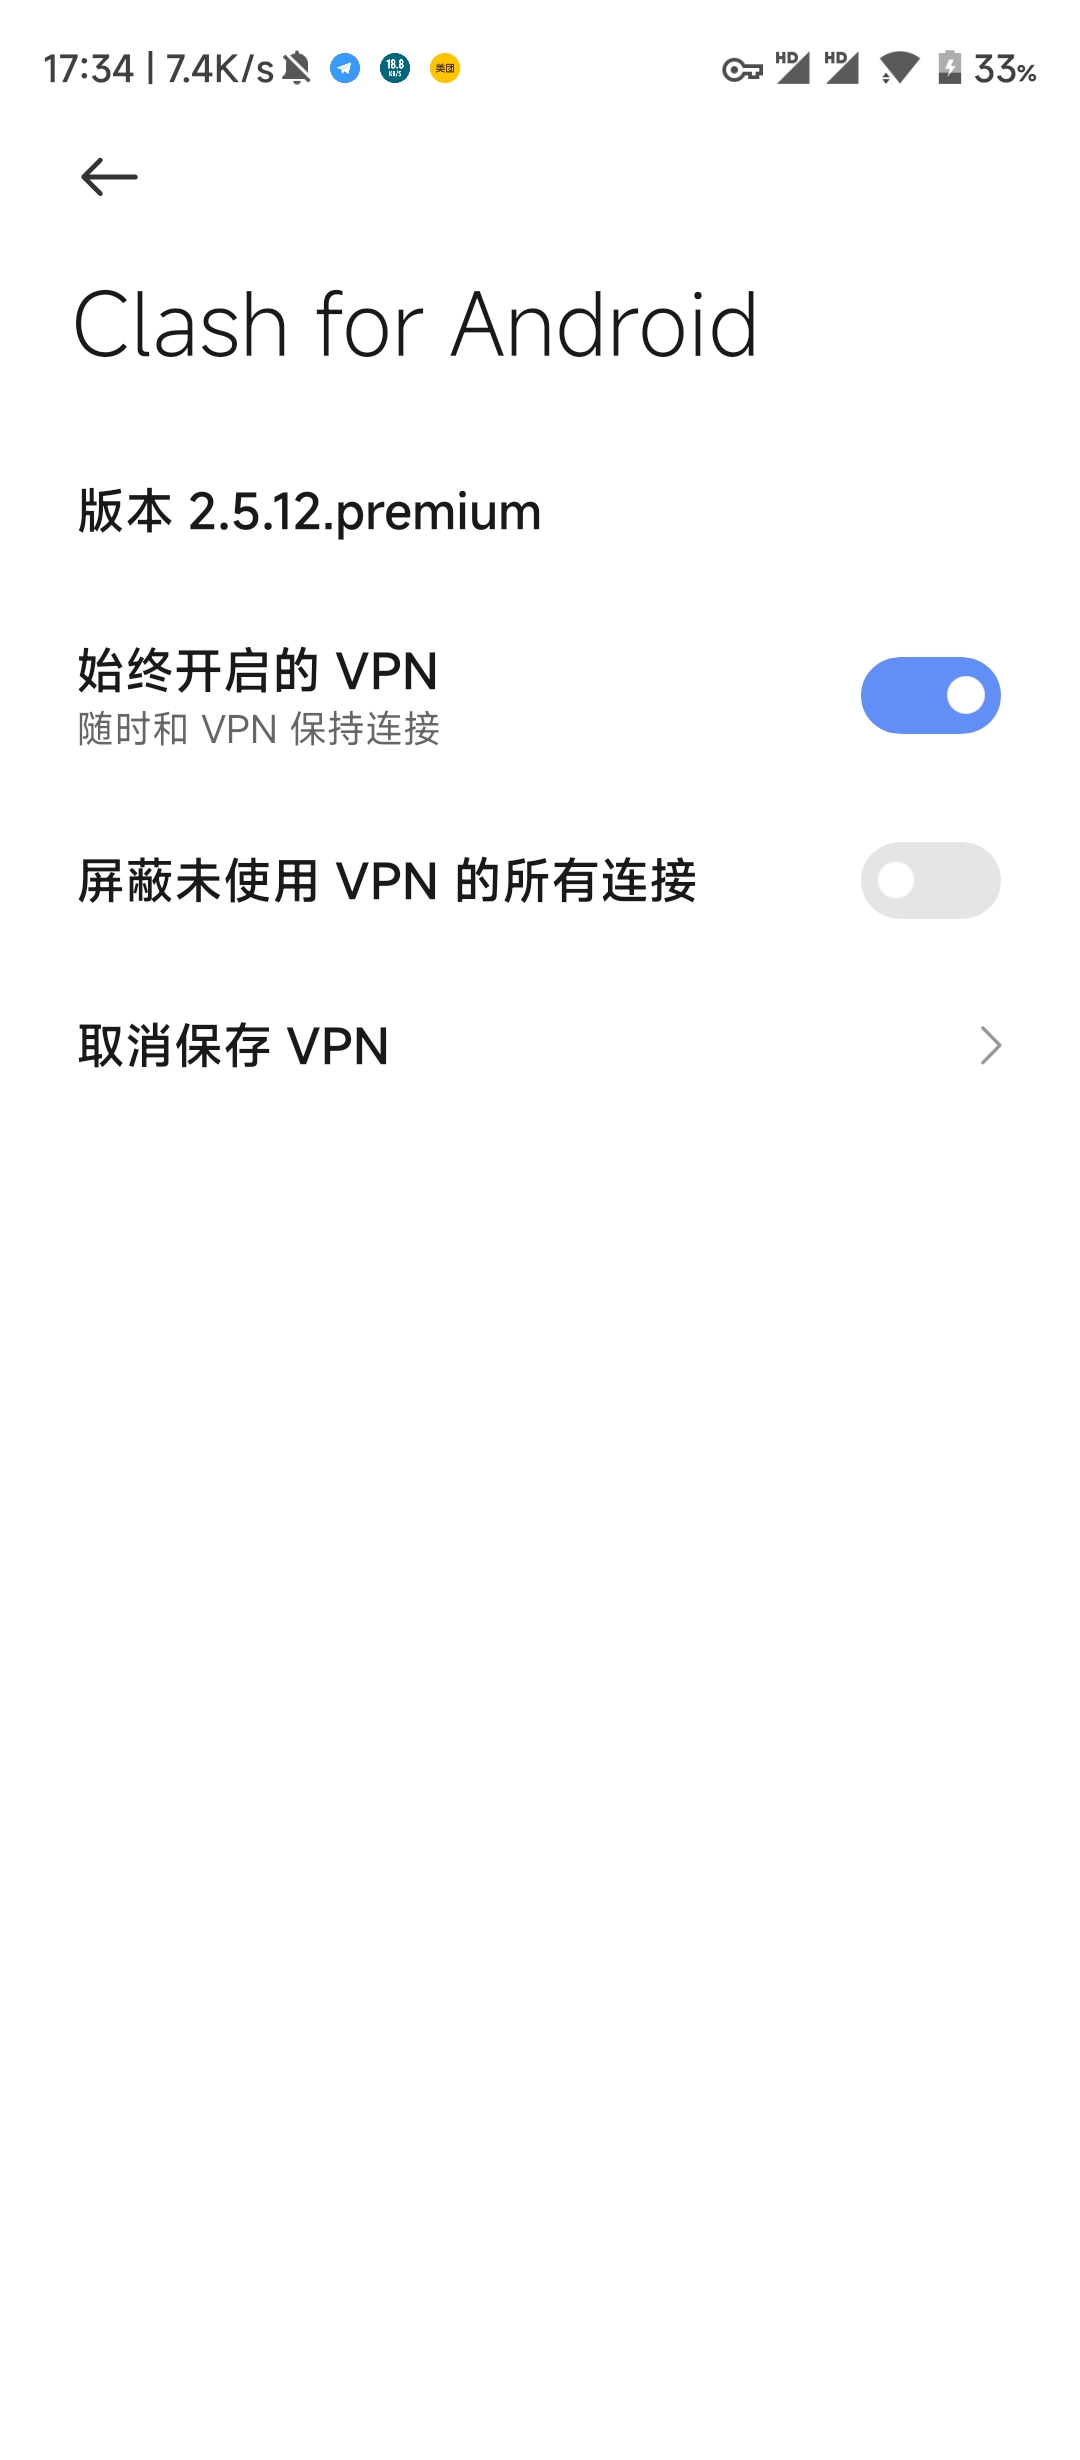 17:34 | 7.4K/s 18.8 KB/S 美团 HD HD 33%
Clash for Android
版本 2.5.12.premium
始终开启的 VPN
随时和 VPN 保持连接
屏蔽未使用 VPN 的所有连接
取消保存 VPN